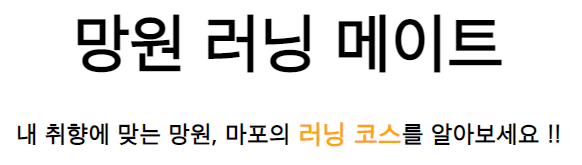 망원 러닝 메이트
내 취향에 맞는 망원, 마포의 러닝 코스를 알아보세요 !!